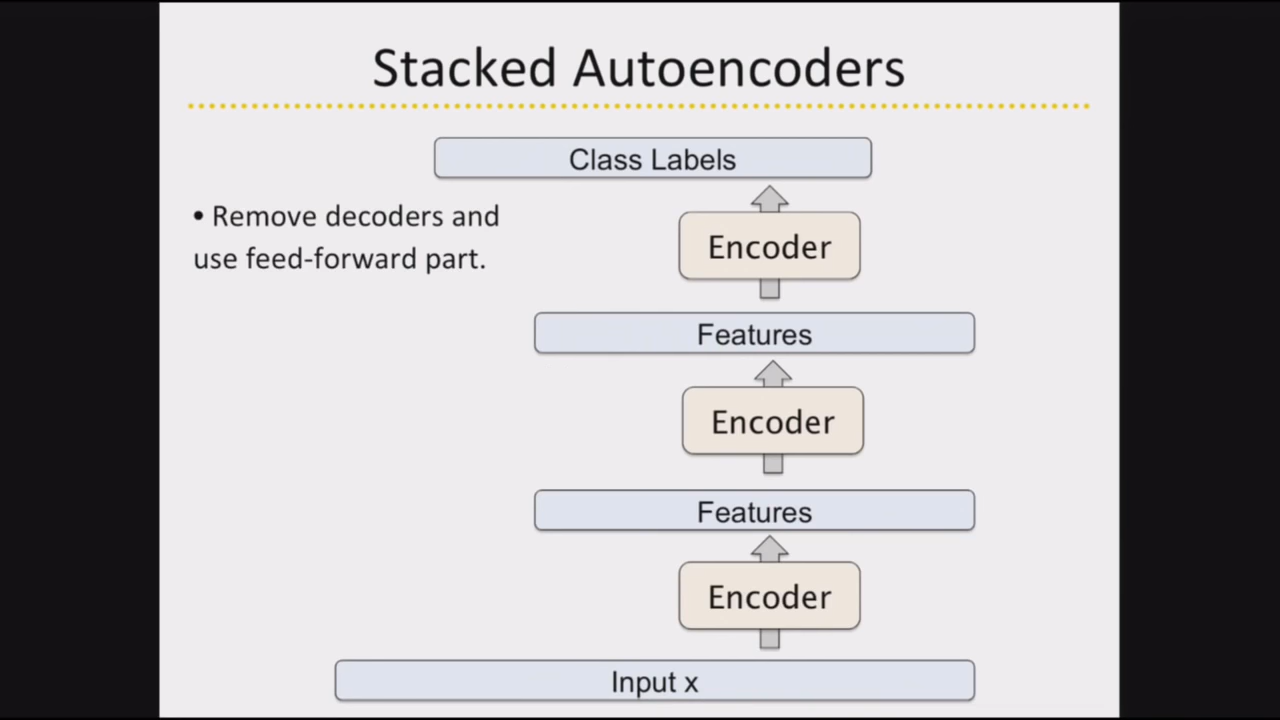 Stacked Autoencoders
Class Labels
• Remove decoders and
use feed-forward part.
Encoder
Features
Encoder
Features
Encoder
Input x